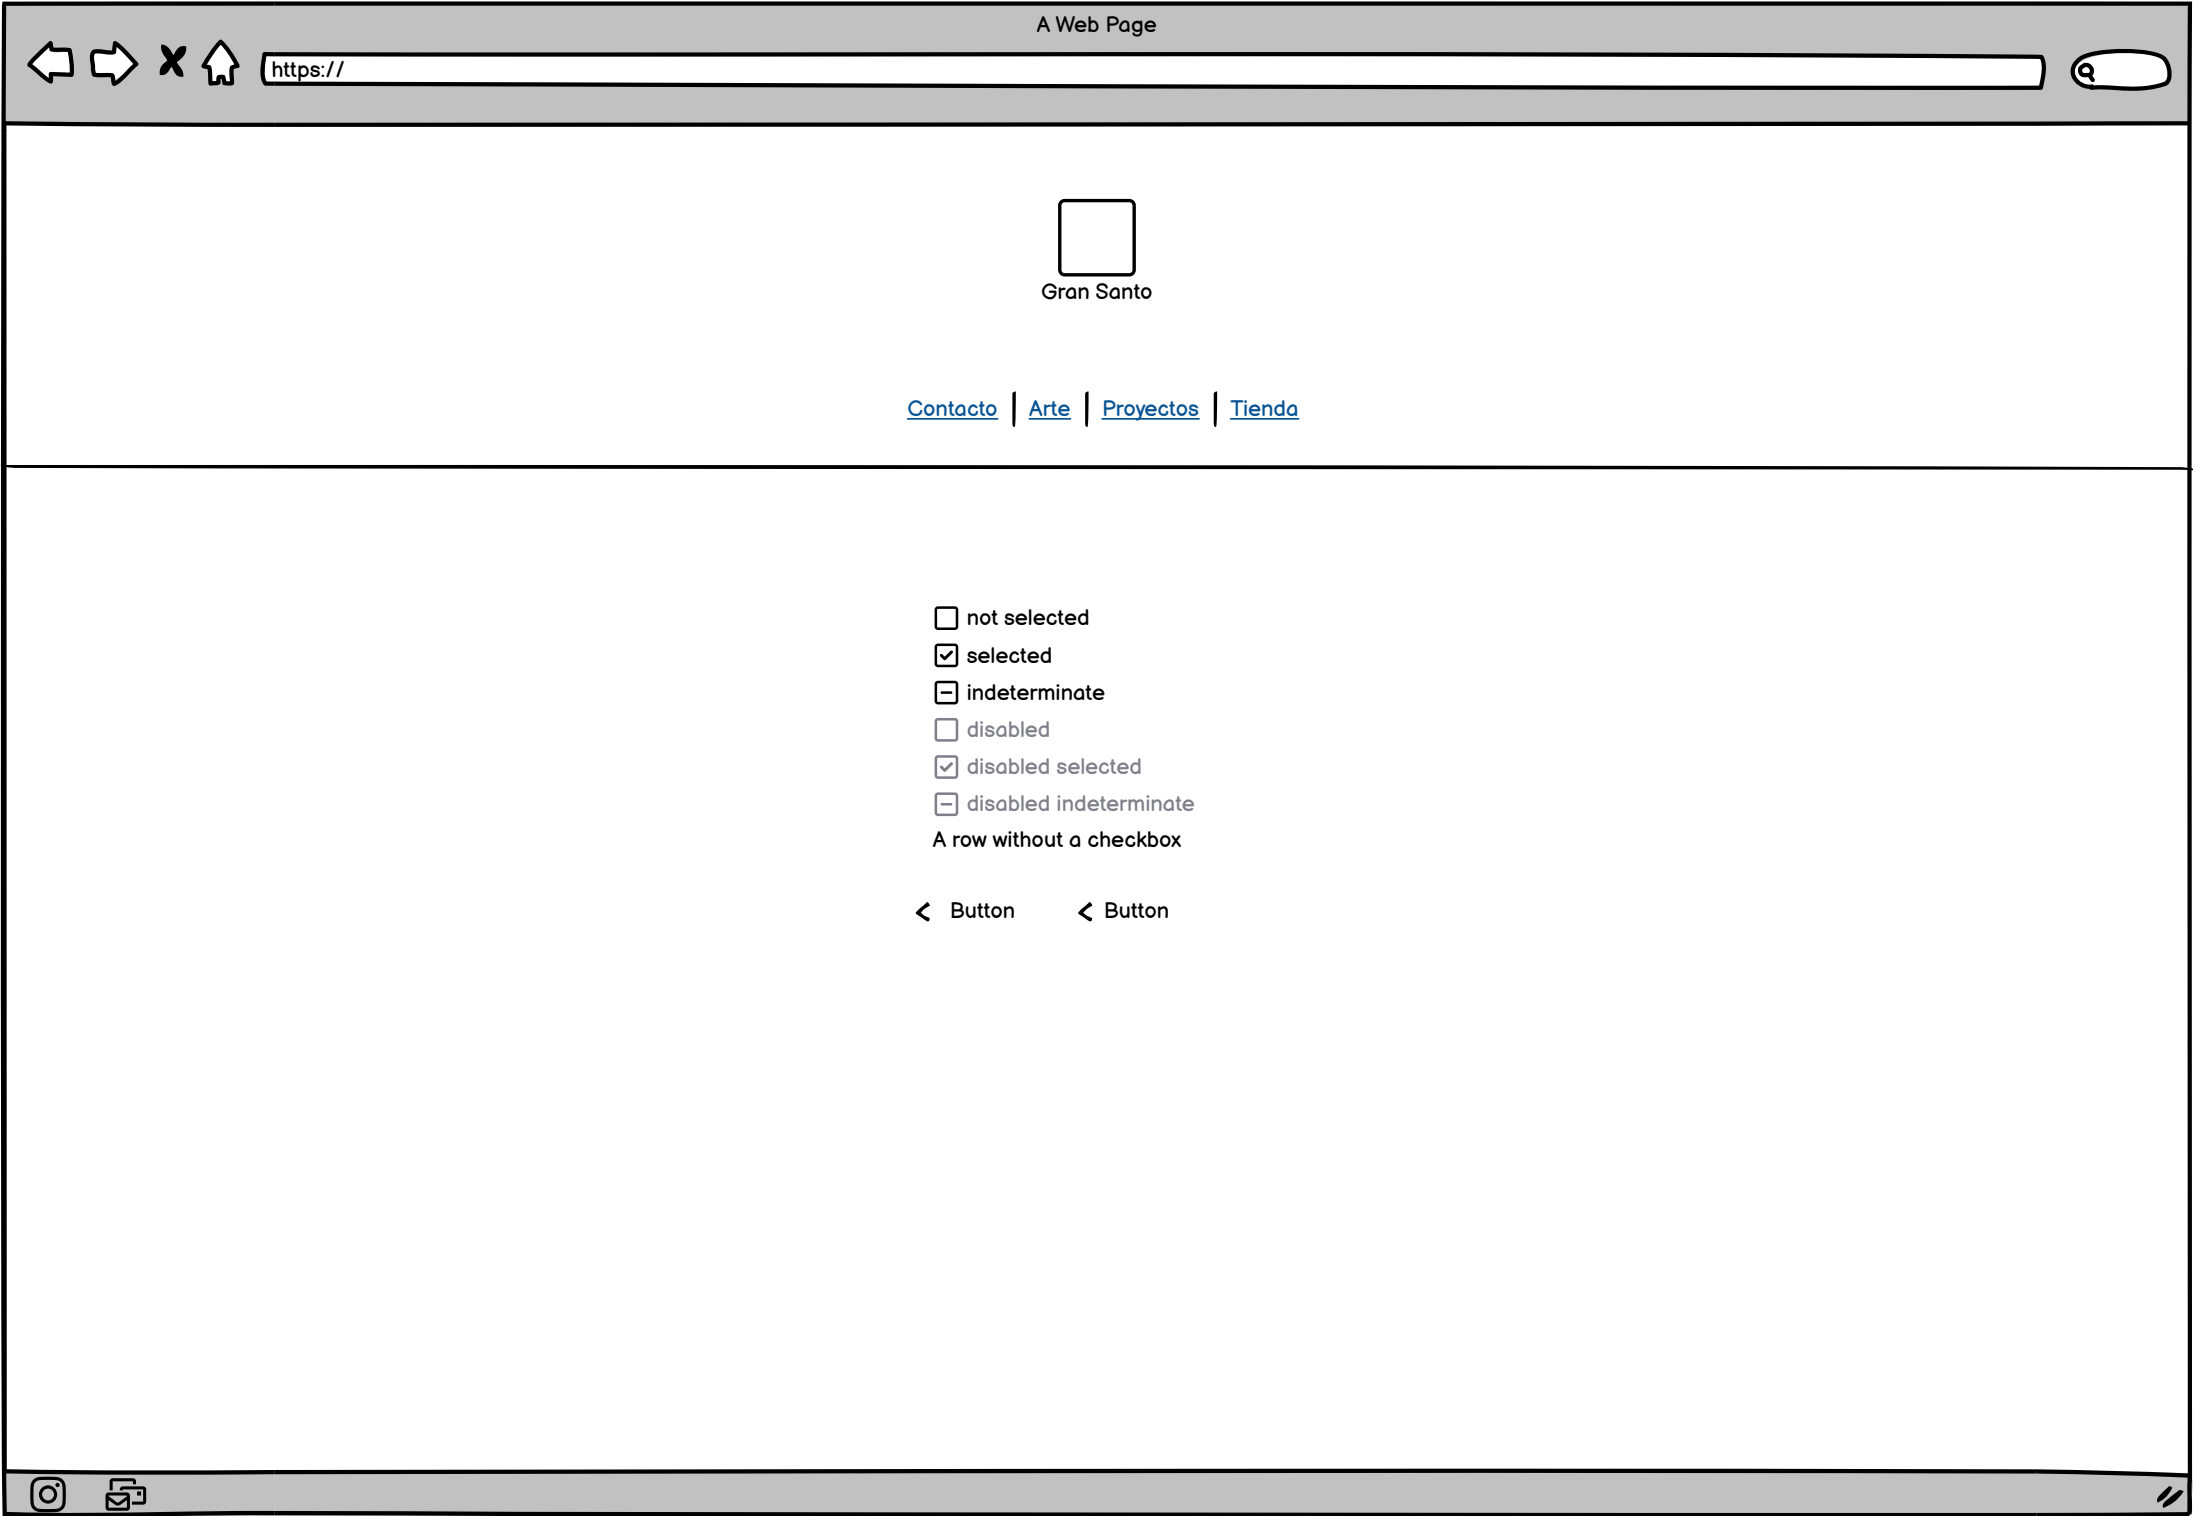 A Web Page
https://
Gran Santo
Contacto | Arte | Proyectos | Tienda
not selected
selected
indeterminate
disabled
disabled selected
disabled indeterminate
A row without a checkbox
Button Button